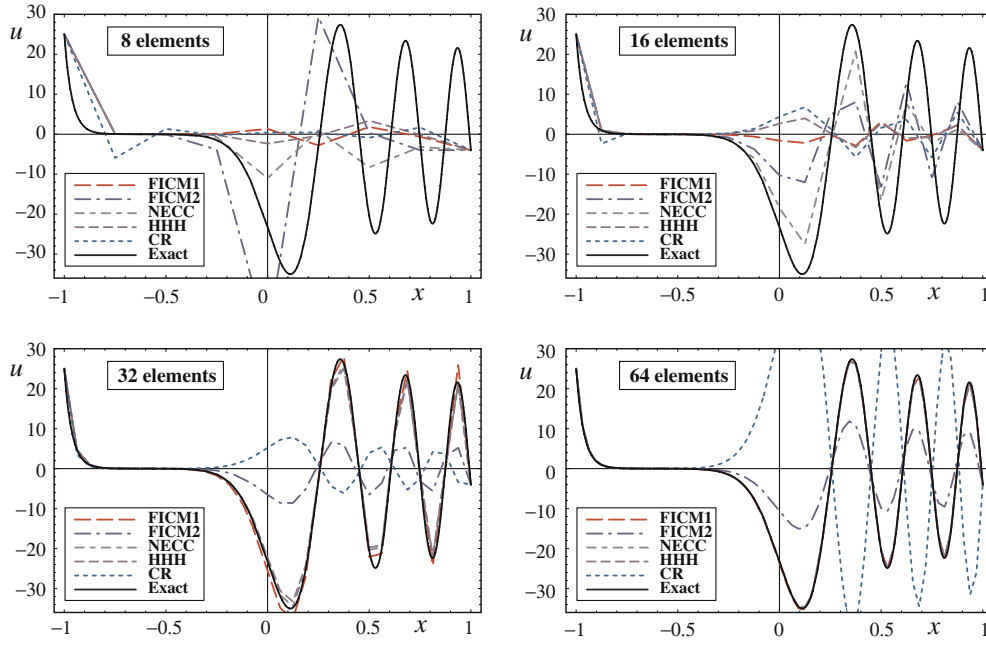 u
30
20
10
0
−10
−20
−30
8 elements
FICM1
FICM2
NECC
HHH
CR
Exact
−1
−0.5
0
0.5
x
1
u
30
20
10
0
−10
−20
−30
16 elements
FICM1
FICM2
NECC
HHH
CR
Exact
−1
−0.5
0
0.5
x
1
u
30
20
10
0
−10
−20
−30
32 elements
FICM1
FICM2
NECC
HHH
CR
Exact
−1
−0.5
0
0.5
x
1
u
30
20
10
0
−10
−20
−30
64 elements
FICM1
FICM2
NECC
HHH
CR
Exact
−1
−0.5
0
0.5
x
1